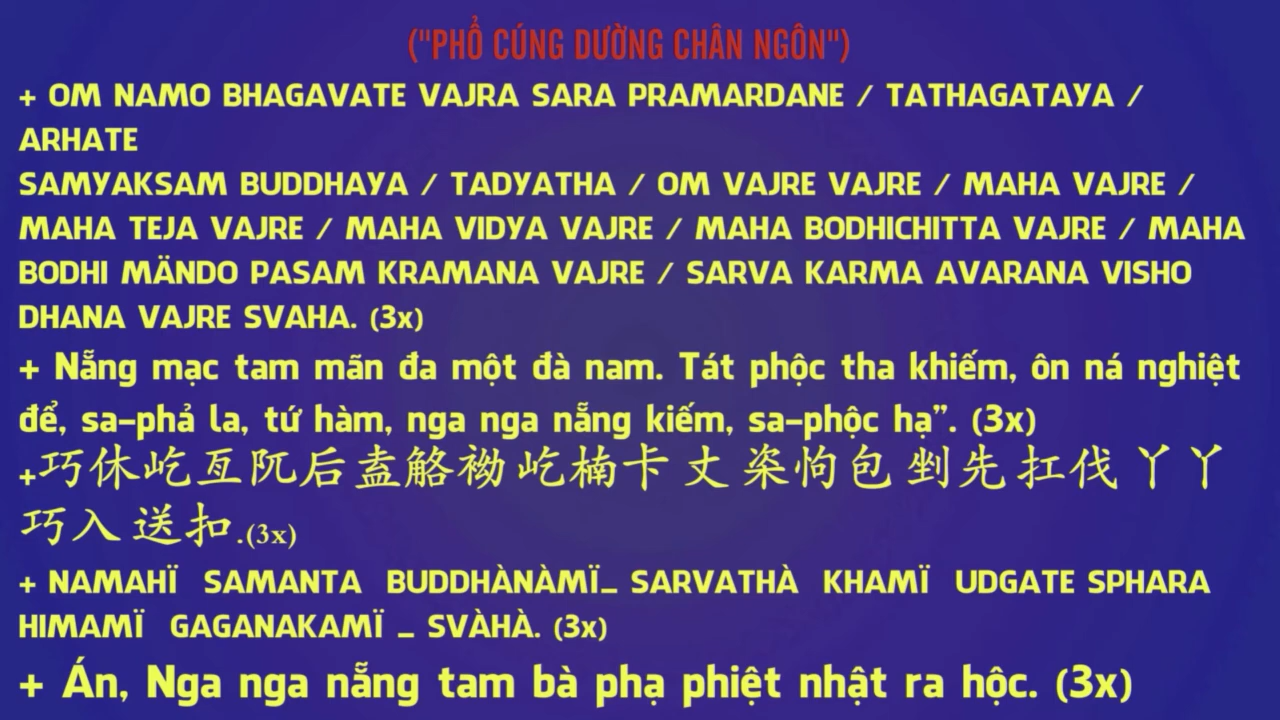 ("PHỔ CÚNG DƯỜNG CHÂN NGÔN")
+ OM NAMO BHAGAVATE VAJRA SARA PRAMARDANE / TATHAGATAYA /
ARHATE
SAMYAKSAM BUDDHAYA / TADYATHA / OM VAJRE VAJRE / MAHA VAJRE /
MAHA TEJA VAJRE / MAHA VIDYA VAJRE / MAHA BODHICHITTA VAJRE / MAHA
BODHI MÄNDO PASAM KRAMANA VAJRE / SARVA KARMA AVARANA VISHO
DHANA VAJRE SVAHA. (3x)
+ Nẵng mạc tam mãn đa một đà nam. Tát phộc tha khiếm, ôn ná nghiệt
để, sa-phả la, tứ hàm, nga nga nẵng kiếm, sa-phộc hạ”. (3x)
+巧休屹亙阢后盍觡袎屹楠卡丈栥怐包剉先扛伐丫丫
巧入送扣.(3x)
+ NAMAHÏ SAMANTA BUDDHÀNÀMÏ_ SARVATHÀ KHAMÏ UDGATE SPHARA
HIMAMÏ GAGANAKAMÏ _ SVÀHÀ. (3x)
+ Án, Nga nga nẵng tam bà phạ phiệt nhật ra hộc. (3x)